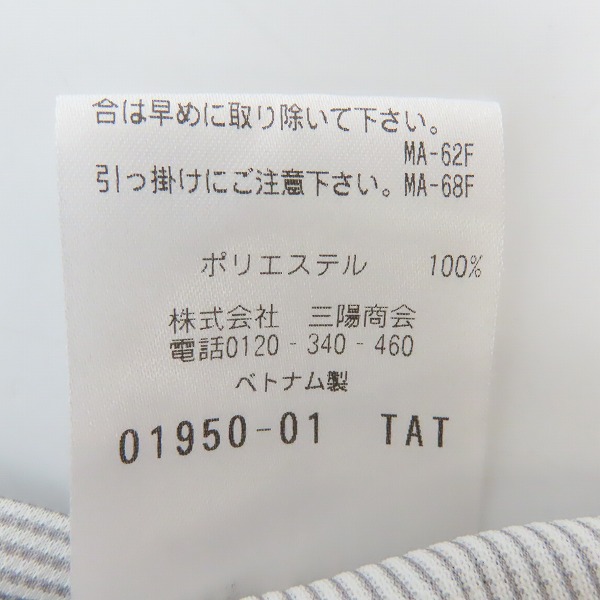 合は早めに取り除いて下さい。
MA-62F
引っ掛けにご注意下さい。MA-68F
ポリエステル 100%
株式会社 三陽商会
電話0120-340-460
ベトナム製
01950-01 TAT